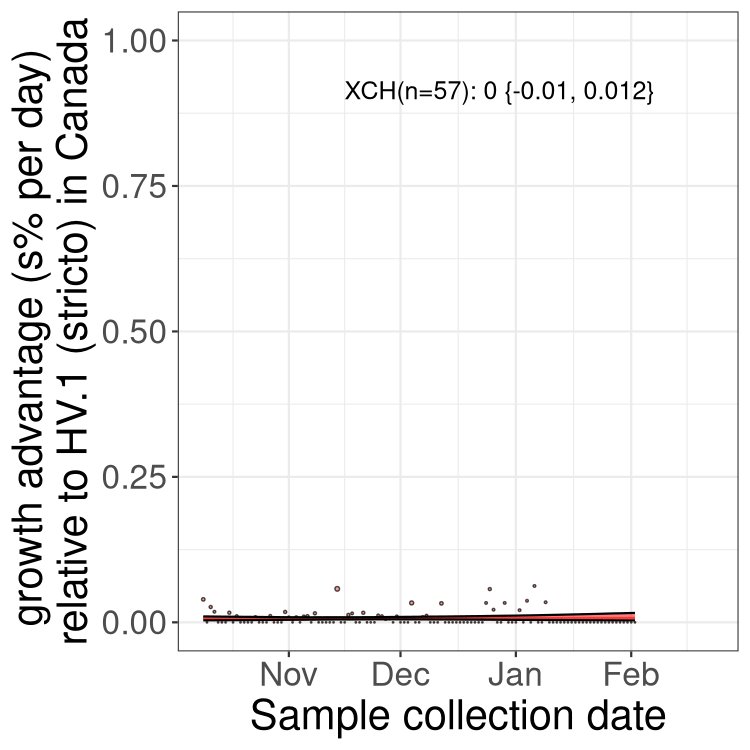 growth advantage (s% per day)
relative to HV.1 (stricto) in Canada
1.00
XCH(n=57): 0 {-0.01, 0.012}
0.75
0.50
0.25
0.00
Nov Dec Jan Feb
Sample collection date